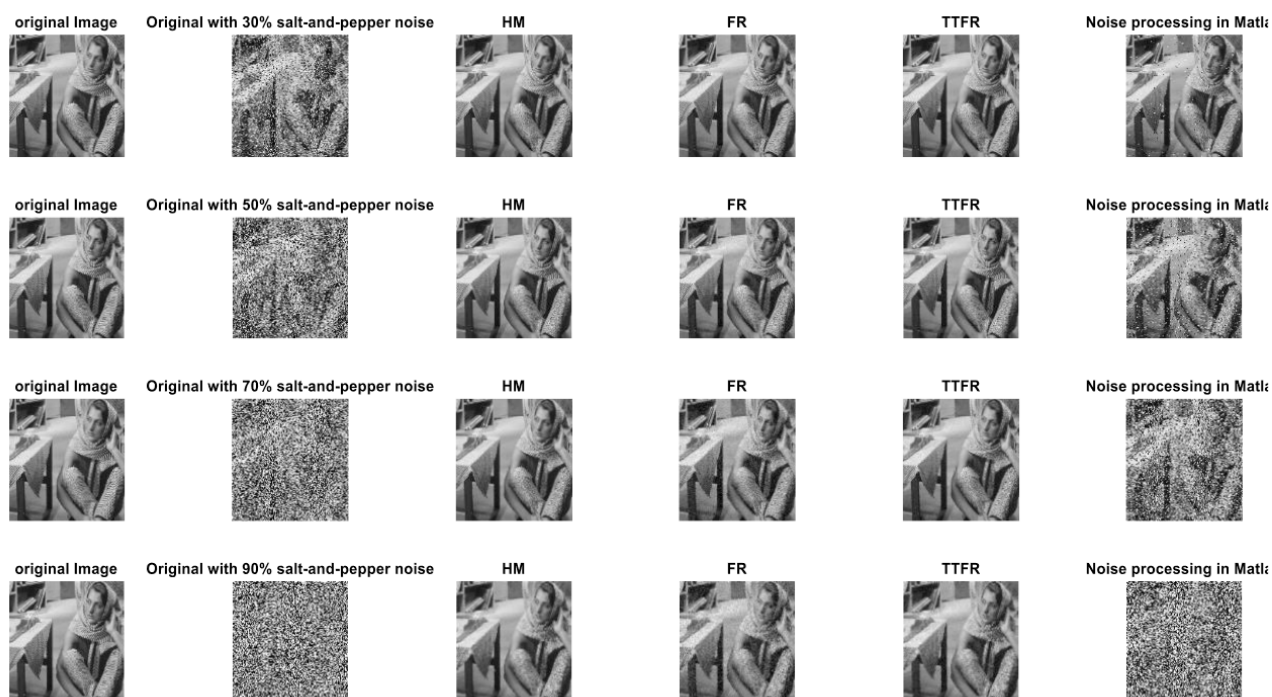 original Image Original with 30% salt-and-pepper noise HM FR TTFR Noise processing in Matla
original Image Original with 50% salt-and-pepper noise HM FR TTFR Noise processing in Matla
original Image Original with 70% salt-and-pepper noise HM FR TTFR Noise processing in Matla
original Image Original with 90% salt-and-pepper noise HM FR TTFR Noise processing in Matla